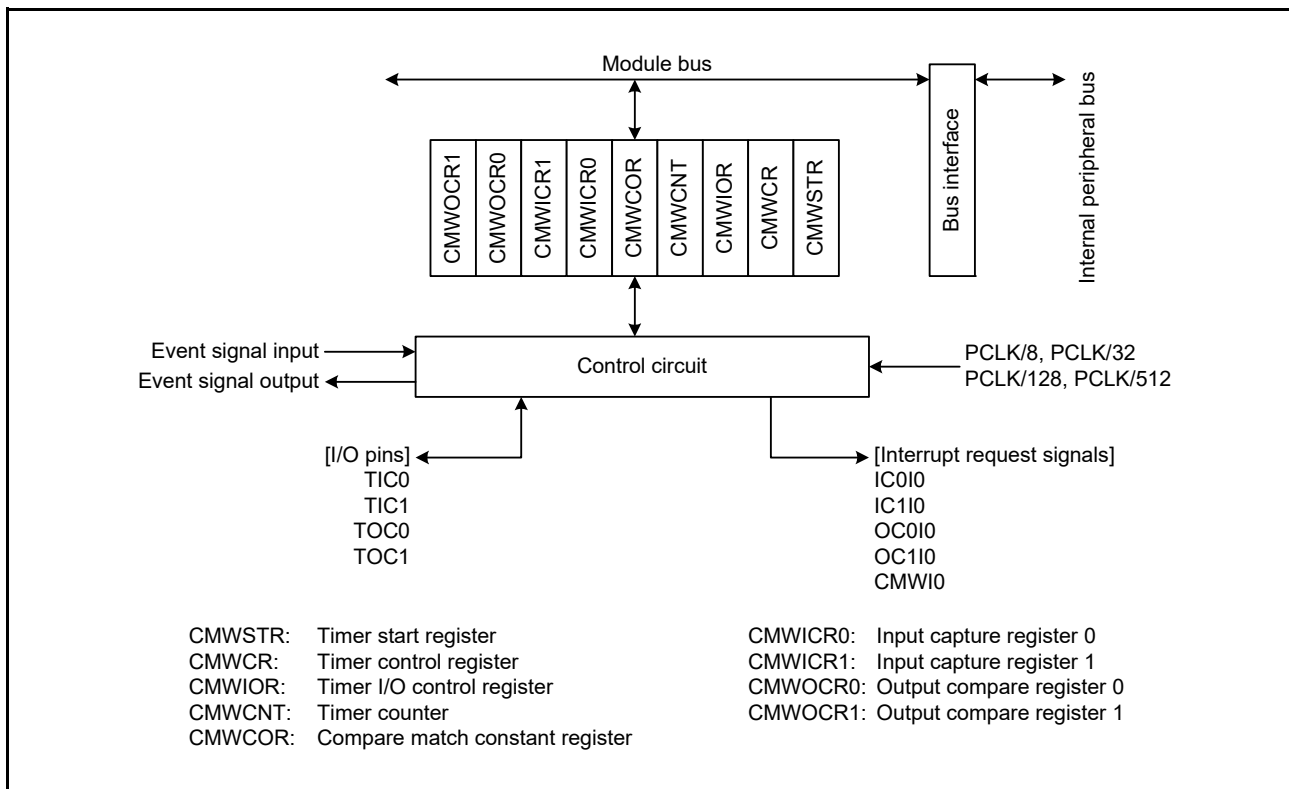 Module bus
Bus interface
Internal peripheral bus
CMWOCR1
CMWOCR0
CMWICR1
CMWICR0
CMWCOR
CMWCNT
CMWIOR
CMWCR
CMWSTR
Event signal input
Event signal output
Control circuit
PCLK/8, PCLK/32
PCLK/128, PCLK/512
[I/O pins]
TIC0
TIC1
TOC0
TOC1
[Interrupt request signals]
IC0I0
IC1I0
OC0I0
OC1I0
CMWI0
CMWSTR: Timer start register
CMWCR: Timer control register
CMWIOR: Timer I/O control register
CMWCNT: Timer counter
CMWCOR: Compare match constant register
CMWICR0: Input capture register 0
CMWICR1: Input capture register 1
CMWOCR0: Output compare register 0
CMWOCR1: Output compare register 1